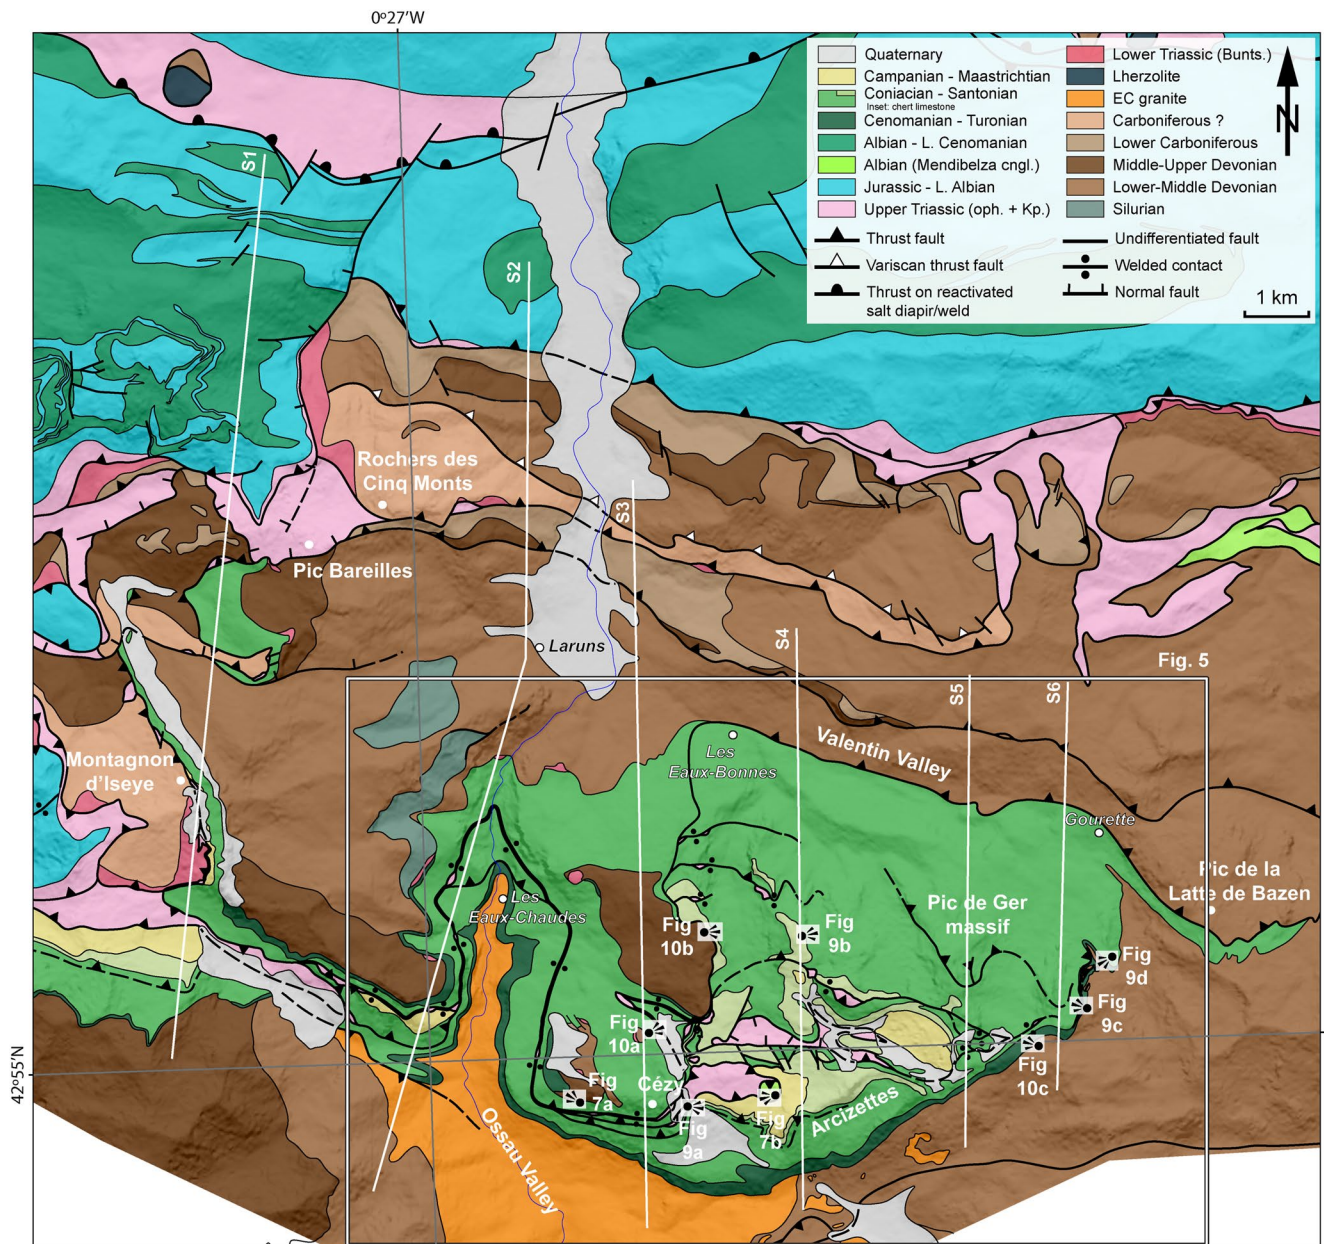 0º27'W
Quaternary
Campanian - Maastrichtian
Coniacian - Santonian
Inset: chert limestone
Cenomanian - Turonian
Albian - L. Cenomanian
Albian (Mendibelza cngl.)
Jurassic - L. Albian
Upper Triassic (oph. + Kp.)
Lower Triassic (Bunts.)
Lherzolite
EC granite
Carboniferous ?
Lower Carboniferous
Middle-Upper Devonian
Lower-Middle Devonian
Silurian
Thrust fault
Variscan thrust fault
Thrust on reactivated
salt diapir/weld
Undifferentiated fault
Welded contact
Normal fault
N
1 km
S1
S2
S3
S4
S5
S6
Rochers des
Cinq Monts
Pic Bareilles
Laruns
Fig. 5
Montagnon
d'Iseye
Les
Eaux-Bonnes
Valentin Valley
Gourette
Pic de la
Latte de Bazen
Les
Eaux-Chaudes
Pic de Ger
massif
Fig
10b
Fig
9b
Fig
9d
Fig
9c
Fig
10a
Fig
10c
Fig
7a
Cézy
Fig
9a
Fig
7b
Arcizettes
Ossau Valley
42º55'N